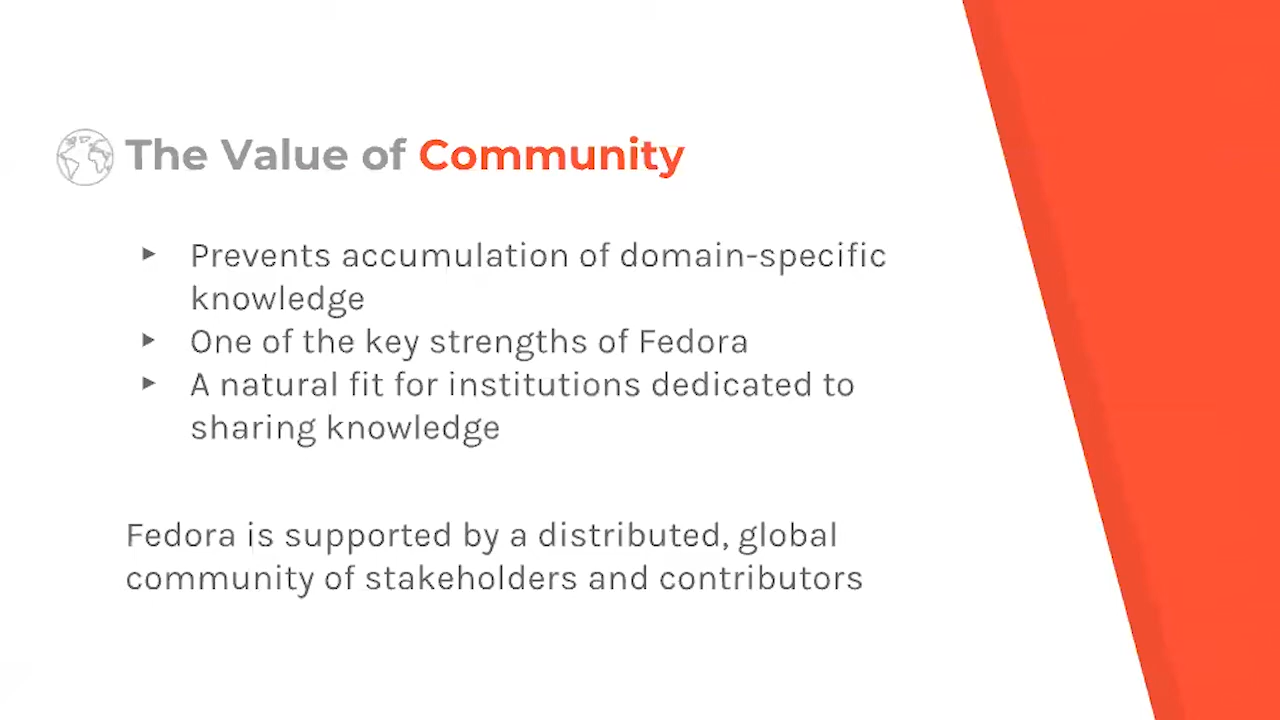 The Value of Community
Prevents accumulation of domain-specific
knowledge
One of the key strengths of Fedora
A natural fit for institutions dedicated to
sharing knowledge
Fedora is supported by a distributed, global
community of stakeholders and contributors